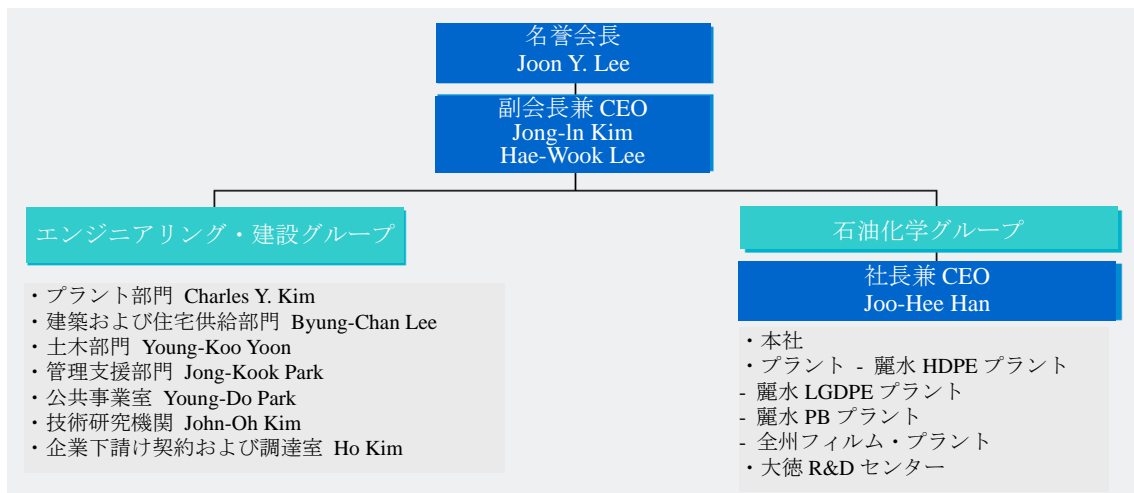 名誉会長
Joon Y. Lee
副会長兼 CEO
Jong-ln Kim
Hae-Wook Lee
エンジニアリング・建設グループ
・プラント部門 Charles Y. Kim
・建築および住宅供給部門 Byung-Chan Lee
・土木部門 Young-Koo Yoon
・管理支援部門 Jong-Kook Park
・公共事業室 Young-Do Park
・技術研究機関 John-Oh Kim
・企業下請け契約および調達室 Ho Kim
石油化学グループ
社長兼 CEO
Joo-Hee Han
・本社
・プラント - 麗水 HDPE プラント
- 麗水 LGDPE プラント
- 麗水 PB プラント
- 全州フィルム・プラント
・大徳 R&D センター